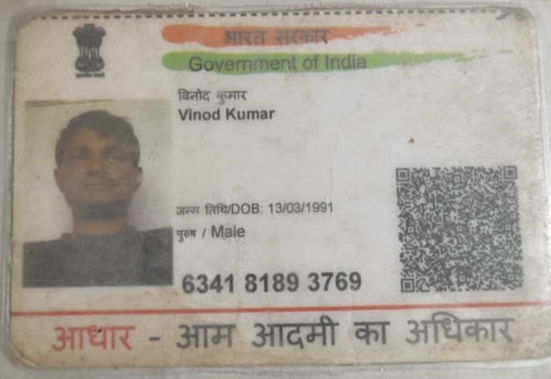 भारत सरकार
Government of India
विनोद कुमार
Vinod Kumar
जन्म तिथि/DOB: 13/03/1991
पुरुष / Male
6341 8189 3769
आधार - आम आदमी का अधिकार